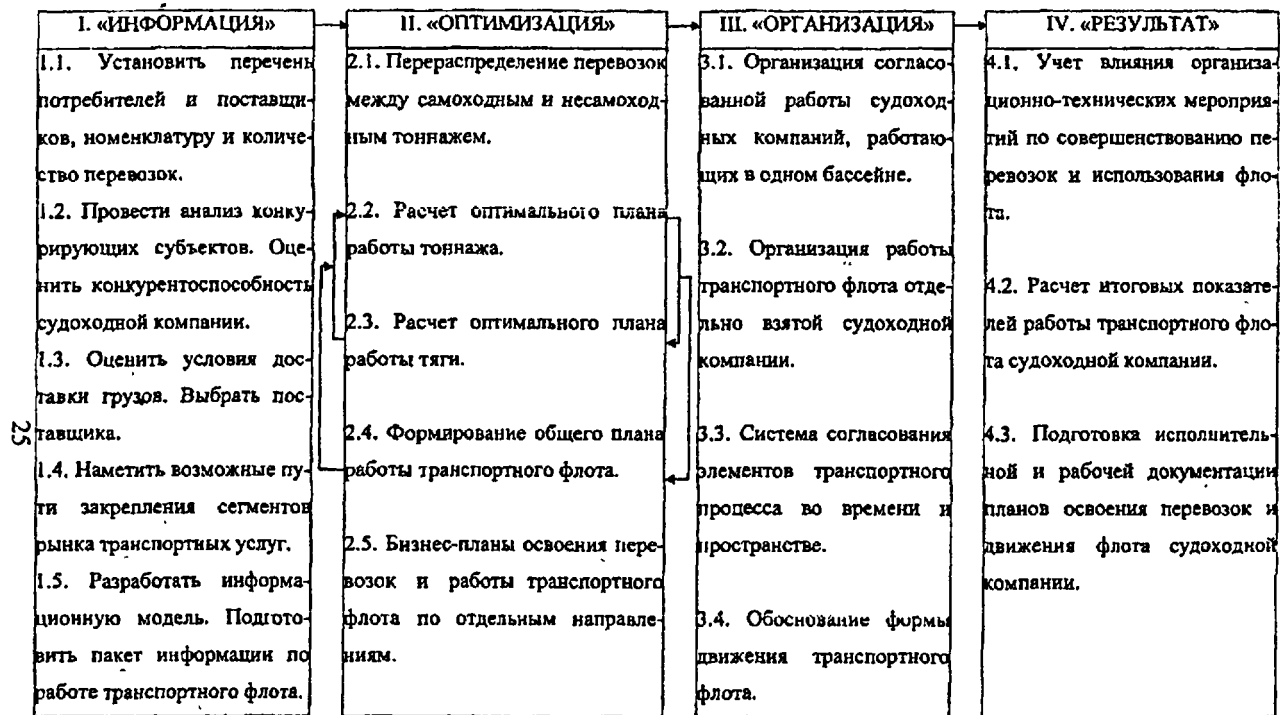 I. «ИНФОРМАЦИЯ»
1.1. Установить перечень
потребителей и поставщи-
ков, номенклатуру и количе-
ство перевозок.
1.2. Провести анализ конку-
рирующих субъектов. Оце-
нить конкурентоспособность
судоходной компании.
1.3. Оценить условия дос-
тавки грузов. Выбрать пос-
тавщика.
1.4. Наметить возможные пу-
ти закрепления сегментов
рынка транспортных услуг.
1.5. Разработать информа-
ционную модель. Подгото-
вить пакет информации по
работе транспортного флота.
II. «ОПТИМИЗАЦИЯ»
2.1. Перераспределение перевозок
между самоходным и несамоход-
ным тоннажем.
2.2. Расчет оптимального плана
работы тоннажа.
2.3. Расчет оптимального плана
работы тяги.
2.4. Формирование общего плана
работы транспортного флота.
2.5. Бизнес-планы освоения пере-
возок и работы транспортного
флота по отдельным направле-
ниям.
III. «ОРГАНИЗАЦИЯ»
3.1. Организация согласо-
ванной работы судоход-
ных компаний, работаю-
щих в одном бассейне.
3.2. Организация работы
транспортного флота отде-
льно взятой судоходной
компании.
3.3. Система согласования
элементов транспортного
процесса во времени и
пространстве.
3.4. Обоснование формы
движения транспортного
флота.
IV. «РЕЗУЛЬТАТ»
4.1. Учет влияния организа-
ционно-технических мероприя-
тий по совершенствованию пе-
ревозок и использования фло-
та.
4.2. Расчет итоговых показате-
лей работы транспортного фло-
та судоходной компании.
4.3. Подготовка исполнитель-
ной и рабочей документации
планов освоения перевозок и
движения флота судоходной
компании.
25